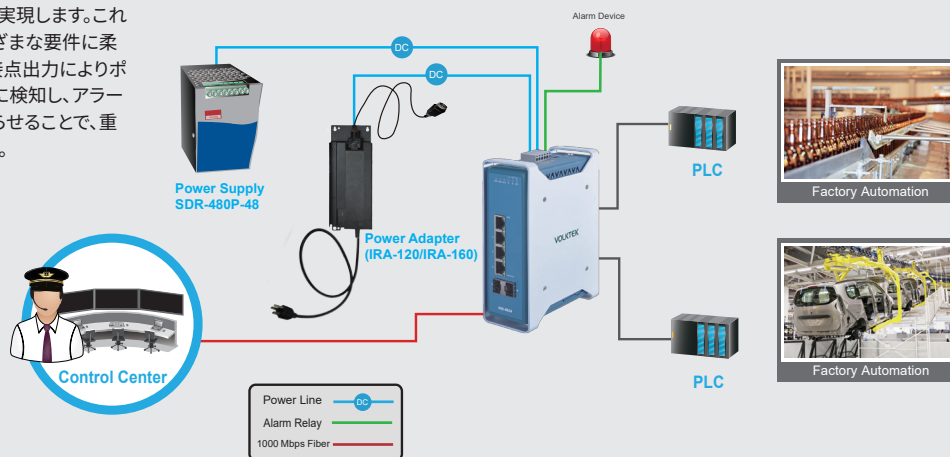 実現します。これ
ざまな要件に柔
接点出力によりポ
に検知し、アラー
らせることで、重
。
Alarm Device
DC
DC
Power Supply
SDR-480P-48
PLC
Factory Automation
Power Adapter
(IRA-120/IRA-160)
VOLKTEK
Control Center
PLC
Factory Automation
Power Line
DC
Alarm Relay
1000 Mbps Fiber